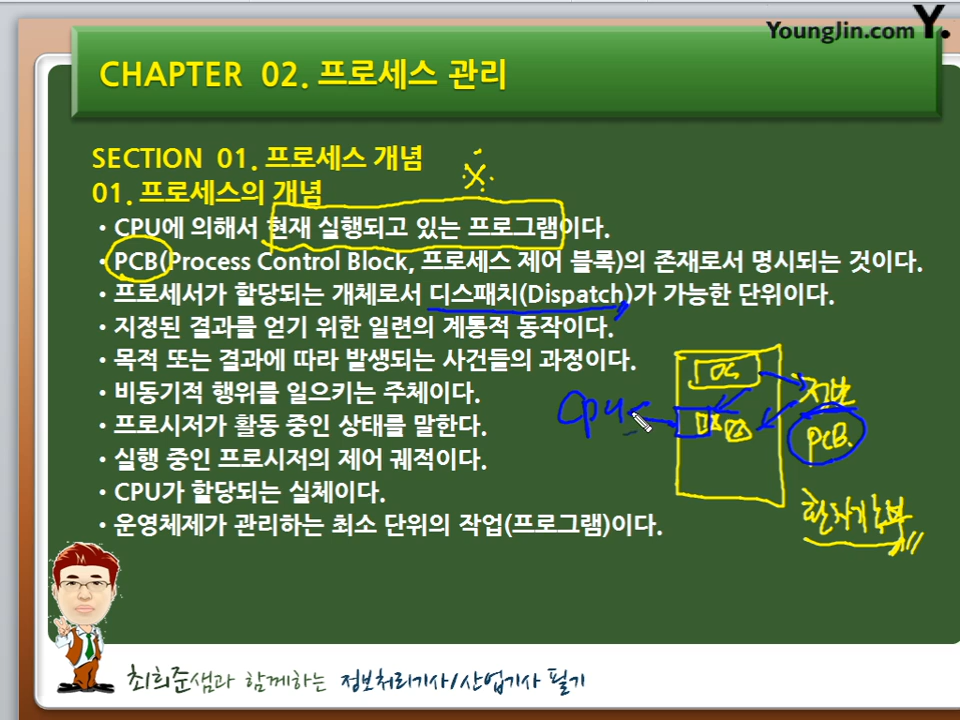 YoungJin.com Y.
CHAPTER 02. 프로세스 관리
SECTION 01. 프로세스 개념
01. 프로세스의 개념
• CPU에 의해서 현재 실행되고 있는 프로그램이다.
• PCB(Process Control Block, 프로세스 제어 블록)의 존재로서 명시되는 것이다.
• 프로세서가 할당되는 개체로서 디스패치(Dispatch)가 가능한 단위이다.
• 지정된 결과를 얻기 위한 일련의 계통적 동작이다.
• 목적 또는 결과에 따라 발생되는 사건들의 과정이다.
• 비동기적 행위를 일으키는 주체이다.
• 프로시저가 활동 중인 상태를 말한다.
• 실행 중인 프로시저의 제어 궤적이다.
• CPU가 할당되는 실체이다.
• 운영체제가 관리하는 최소 단위의 작업(프로그램)이다.
OS
정보
CPU
PCB.
최희준샘과 함께하는 정보처리기사/산업기사 필기